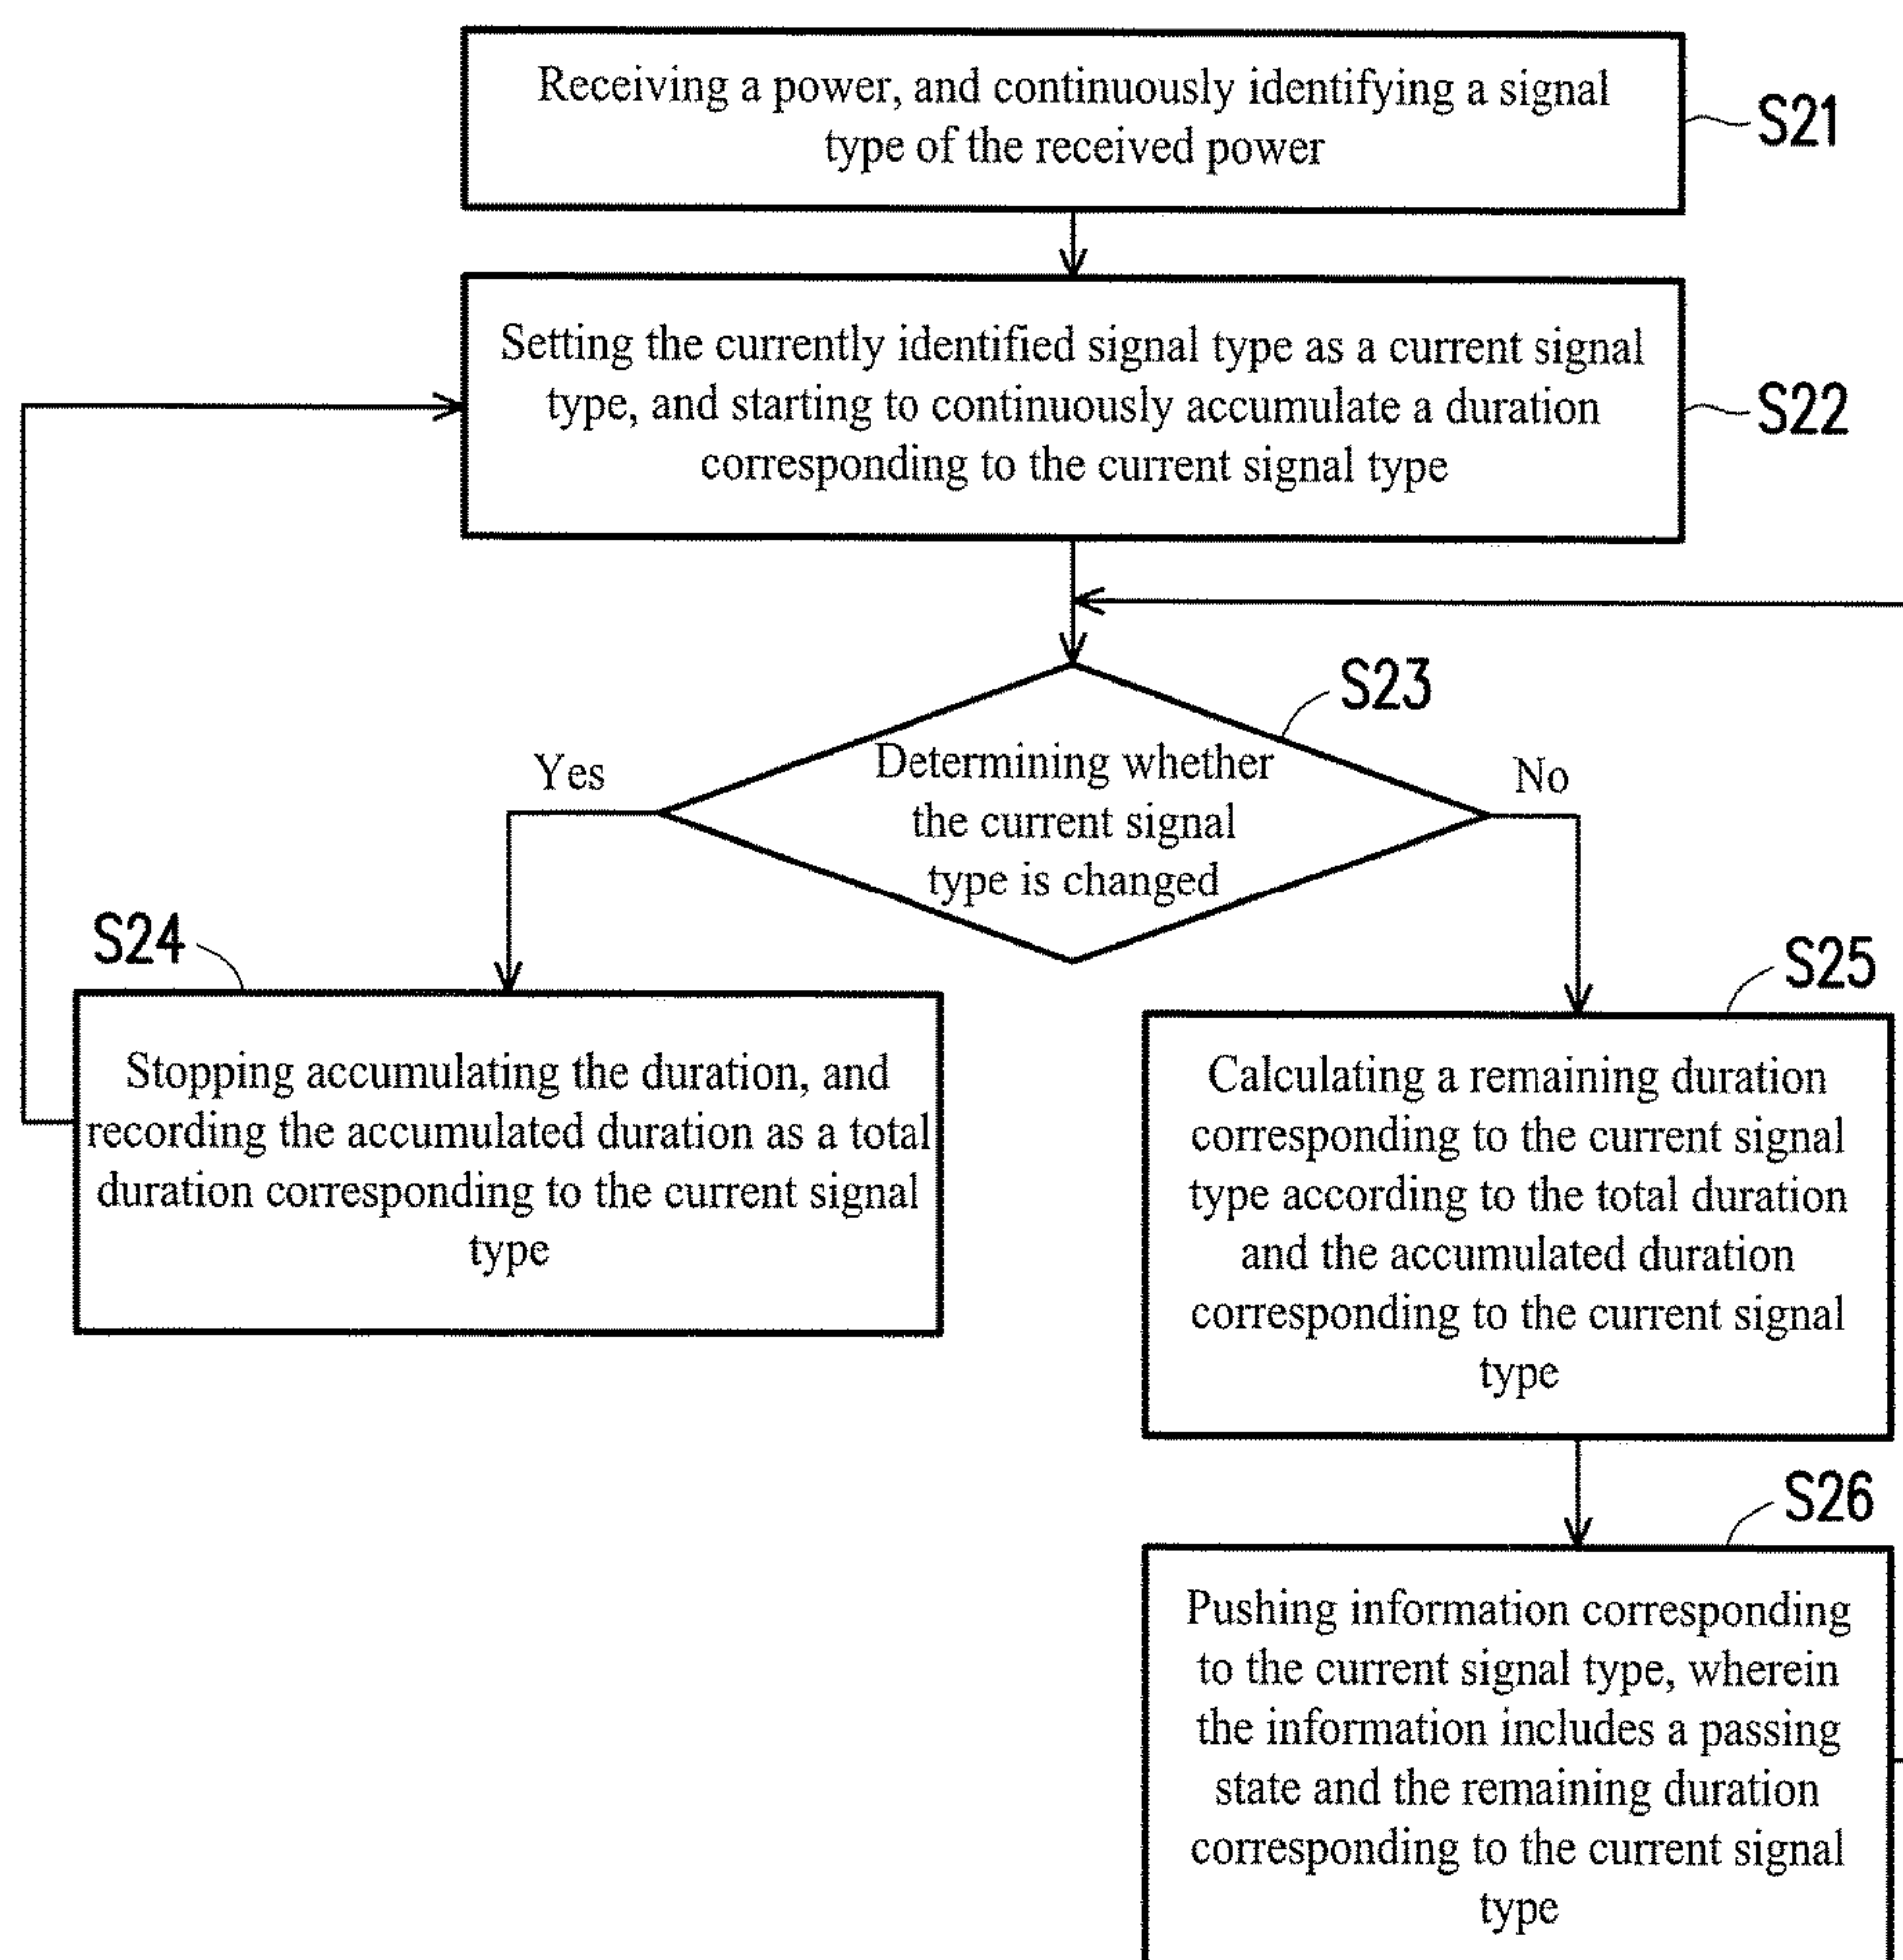 Receiving a power, and continuously identifying a signal
type of the received power
S21
Setting the currently identified signal type as a current signal
type, and starting to continuously accumulate a duration
corresponding to the current signal type
S22
S23
Determining whether
the current signal
type is changed
Yes
No
S24
Stopping accumulating the duration, and
recording the accumulated duration as a total
duration corresponding to the current signal
type
S25
Calculating a remaining duration
corresponding to the current signal
type according to the total duration
and the accumulated duration
corresponding to the current signal
type
S26
Pushing information corresponding
to the current signal type, wherein
the information includes a passing
state and the remaining duration
corresponding to the current signal
type